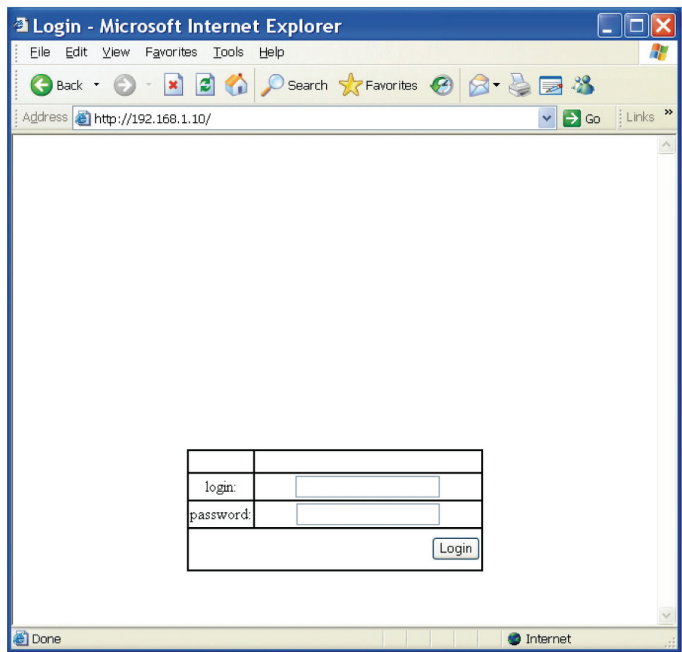 Login - Microsoft Internet Explorer
File Edit View Favorites Tools Help
Back Search Favorites
Address http://192.168.1.10/ Go Links »
login:
password:
Login
Done Internet